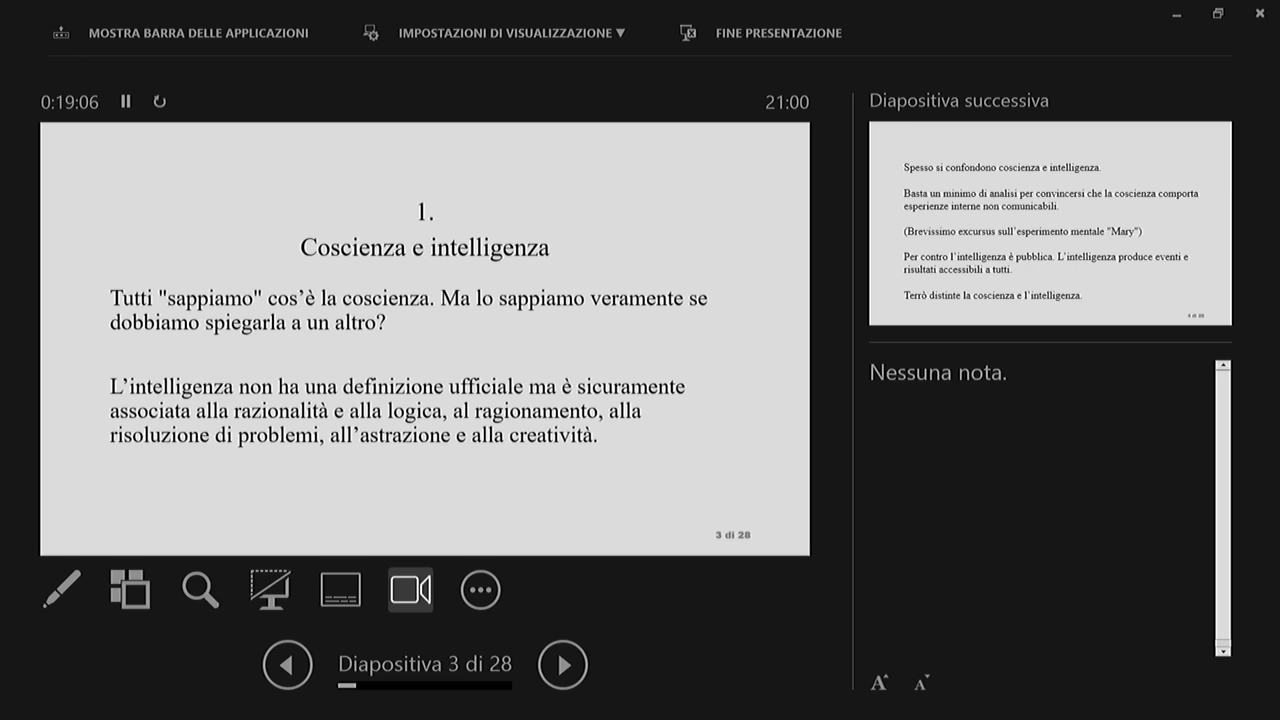 MOSTRA BARRA DELLE APPLICAZIONI
IMPOSTAZIONI DI VISUALIZZAZIONE ▼
FINE PRESENTAZIONE
0:19:06
21:00
1.
Coscienza e intelligenza
Tutti "sappiamo" cos’è la coscienza. Ma lo sappiamo veramente se
dobbiamo spiegarla a un altro?
L’intelligenza non ha una definizione ufficiale ma è sicuramente
associata alla razionalità e alla logica, al ragionamento, alla
risoluzione di problemi, all’astrazione e alla creatività.
3 di 28
Diapositiva 3 di 28
Diapositiva successiva
Spesso si confondono coscienza e intelligenza.
Basta un minimo di analisi per convincersi che la coscienza comporta
esperienze interne non comunicabili.
(Brevissimo excursus sull’esperimento mentale "Mary")
Per contro l’intelligenza è pubblica. L’intelligenza produce eventi e
risultati accessibili a tutti.
Terrò distinte la coscienza e l’intelligenza.
4 di 28
Nessuna nota.
A A